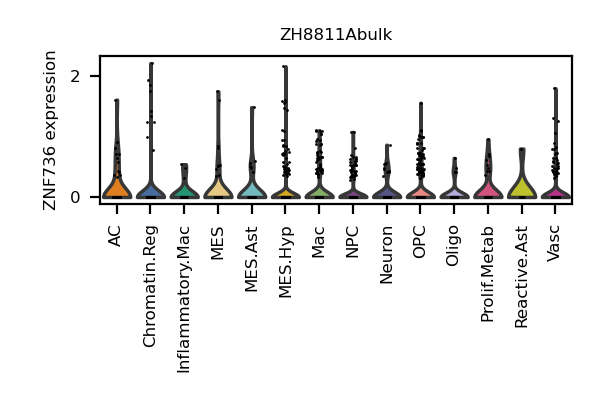 ZH8811Abulk
ZNF736 expression
2
0
AC
Chromatin.Reg
Inflammatory.Mac
MES
MES.Ast
MES.Hyp
Mac
NPC
Neuron
OPC
Oligo
Prolif.Metab
Reactive.Ast
Vasc